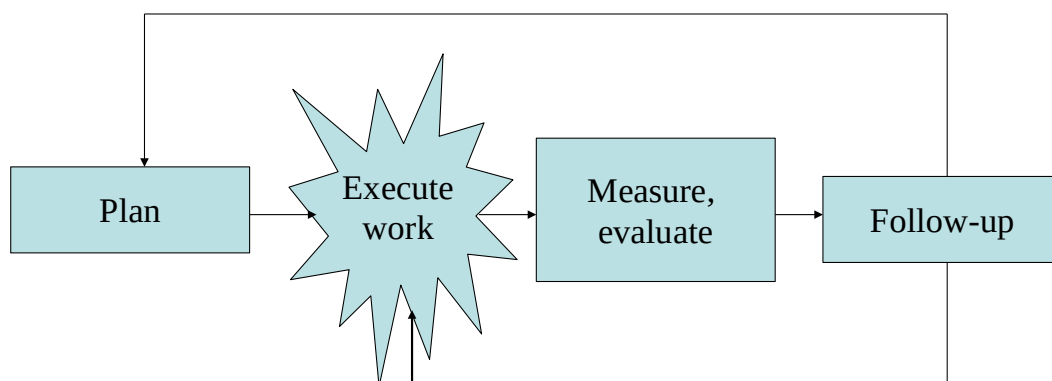 Plan
Execute
work
Measure,
evaluate
Follow-up